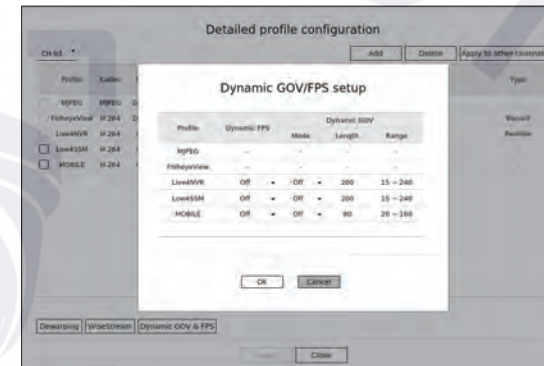 Detailed profile configuration
CH 63
Add Delete Apply to other channel
Profile Codec Type
MJPEG MJPEG
FisheyeView H.264 Record
Live4NVR H.264
Low4SSM H.264
MOBILE H.264
Dynamic GOV/FPS setup
Profile Dynamic FPS Dynamic GOV
Mode Length Range
MJPEG -- - - -
FisheyeView -- - - -
Live4NVR Off Off 200 15 ~ 240
Low4SSM Off Off 200 15 ~ 240
MOBILE Off Off 80 20 ~ 160
Ok Cancel
Dewarping WiseStream Dynamic GOV & FPS
Close